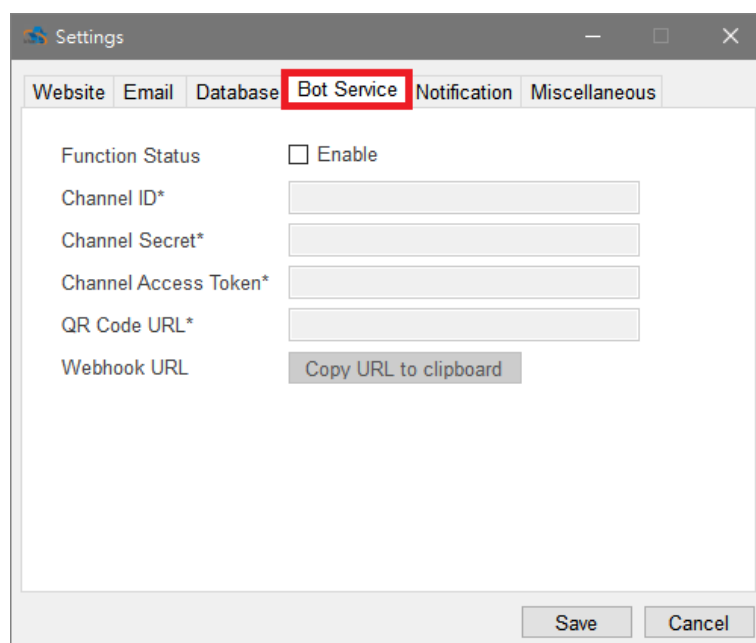 Settings
Website Email Database Bot Service Notification Miscellaneous
Function Status Enable
Channel ID*
Channel Secret*
Channel Access Token*
QR Code URL*
Webhook URL Copy URL to clipboard
Save Cancel